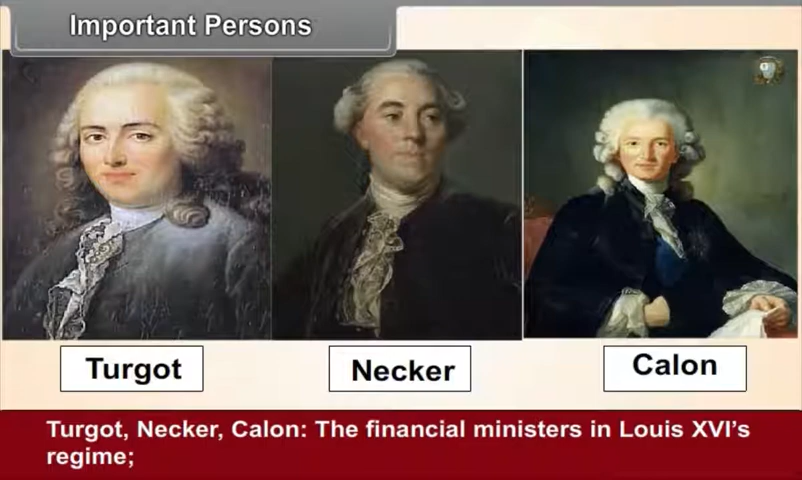 Important Persons
Turgot
Necker
Calon
Turgot, Necker, Calon: The financial ministers in Louis XVI's
regime;